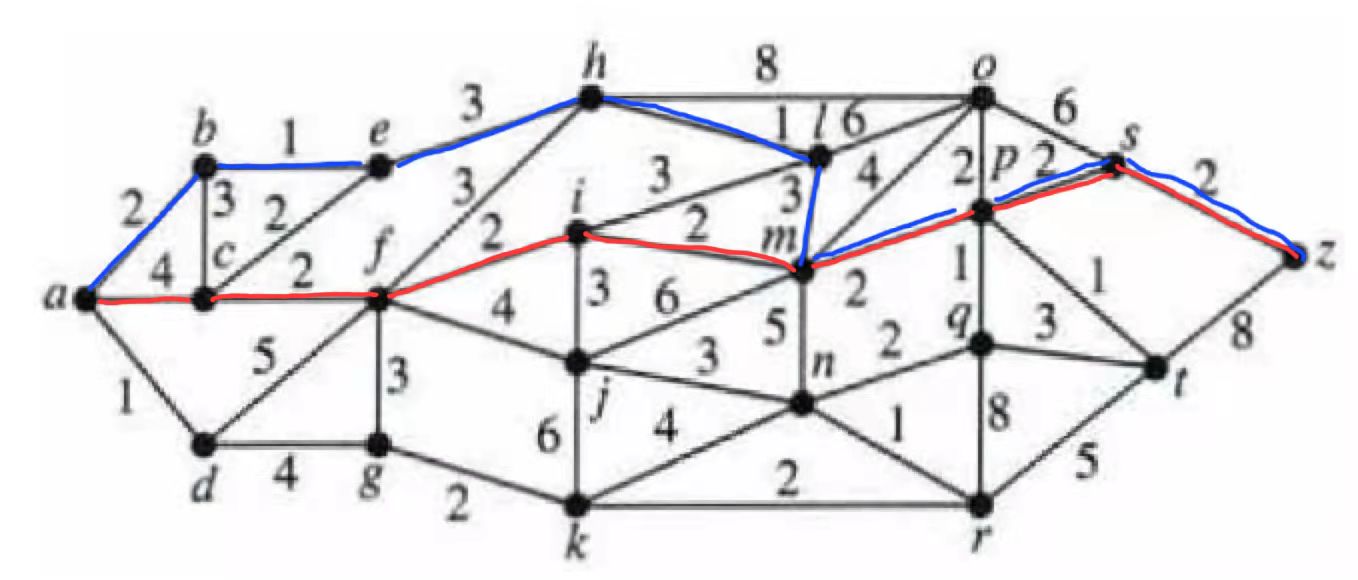 h 8 o
3 6
b 1 e 1 l 6 s
2 3 2 3 3 i 3 3 4 2 p 2 2
a 4 c 2 f 2 2 m z
4 3 6 2 1 1
1 5 3 5 2 q 3 8
3 n t
j
d 4 g 6 4 1 8 5
2 2
k r